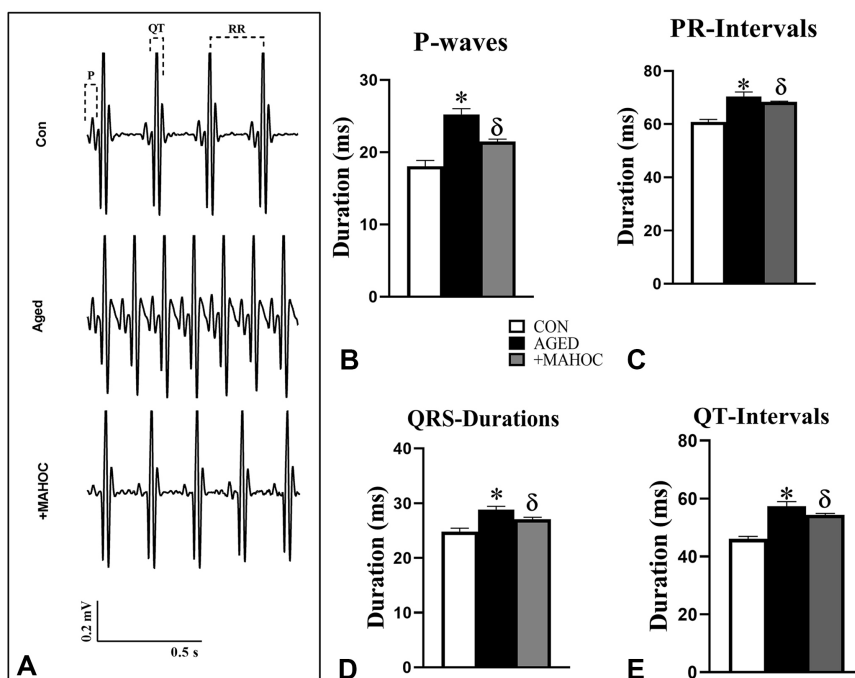 P
QT
RR
Con
Aged
+MAHOC
0.2 mV
0.5 s
A
P-waves
Duration (ms)
30
20
10
0
*
δ
B
PR-Intervals
Duration (ms)
80
60
40
20
0
*
δ
C
CON
AGED
+MAHOC
QRS-Durations
Duration (ms)
40
30
20
10
0
*
δ
D
QT-Intervals
Duration (ms)
80
60
40
20
0
*
δ
E